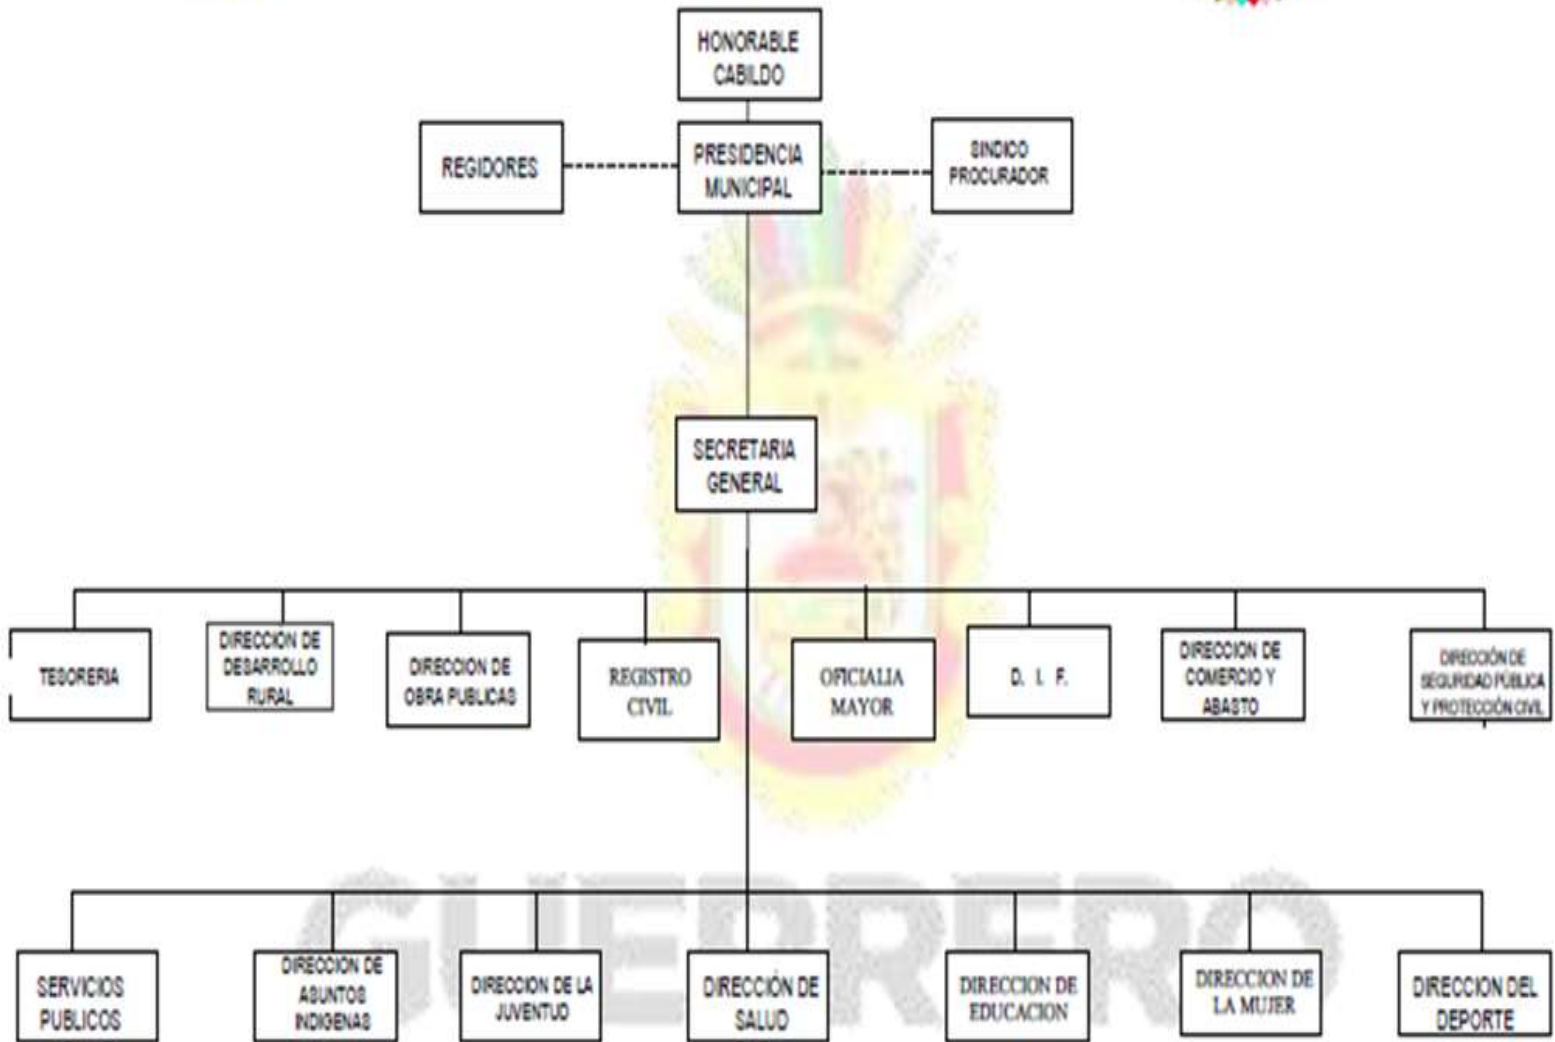 HONORABLE
CABILDO
REGIDORES
PRESIDENCIA
MUNICIPAL
SINDICO
PROCURADOR
SECRETARIA
GENERAL
TESORERIA
DIRECCION DE
DESARROLLO
RURAL
DIRECCION DE
OBRA PUBLICAS
REGISTRO
CIVIL
OFICIALIA
MAYOR
D. I. F.
DIRECCION DE
COMERCIO Y
ABASTO
DIRECCIÓN DE
SEGURIDAD PÚBLICA
Y PROTECCIÓN CIVIL
GUERRERO
SERVICIOS
PUBLICOS
DIRECCION DE
ASUNTOS
INDIGENAS
DIRECCION DE LA
JUVENTUD
DIRECCIÓN DE
SALUD
DIRECCION DE
EDUCACION
DIRECCION DE
LA MUJER
DIRECCION DEL
DEPORTE